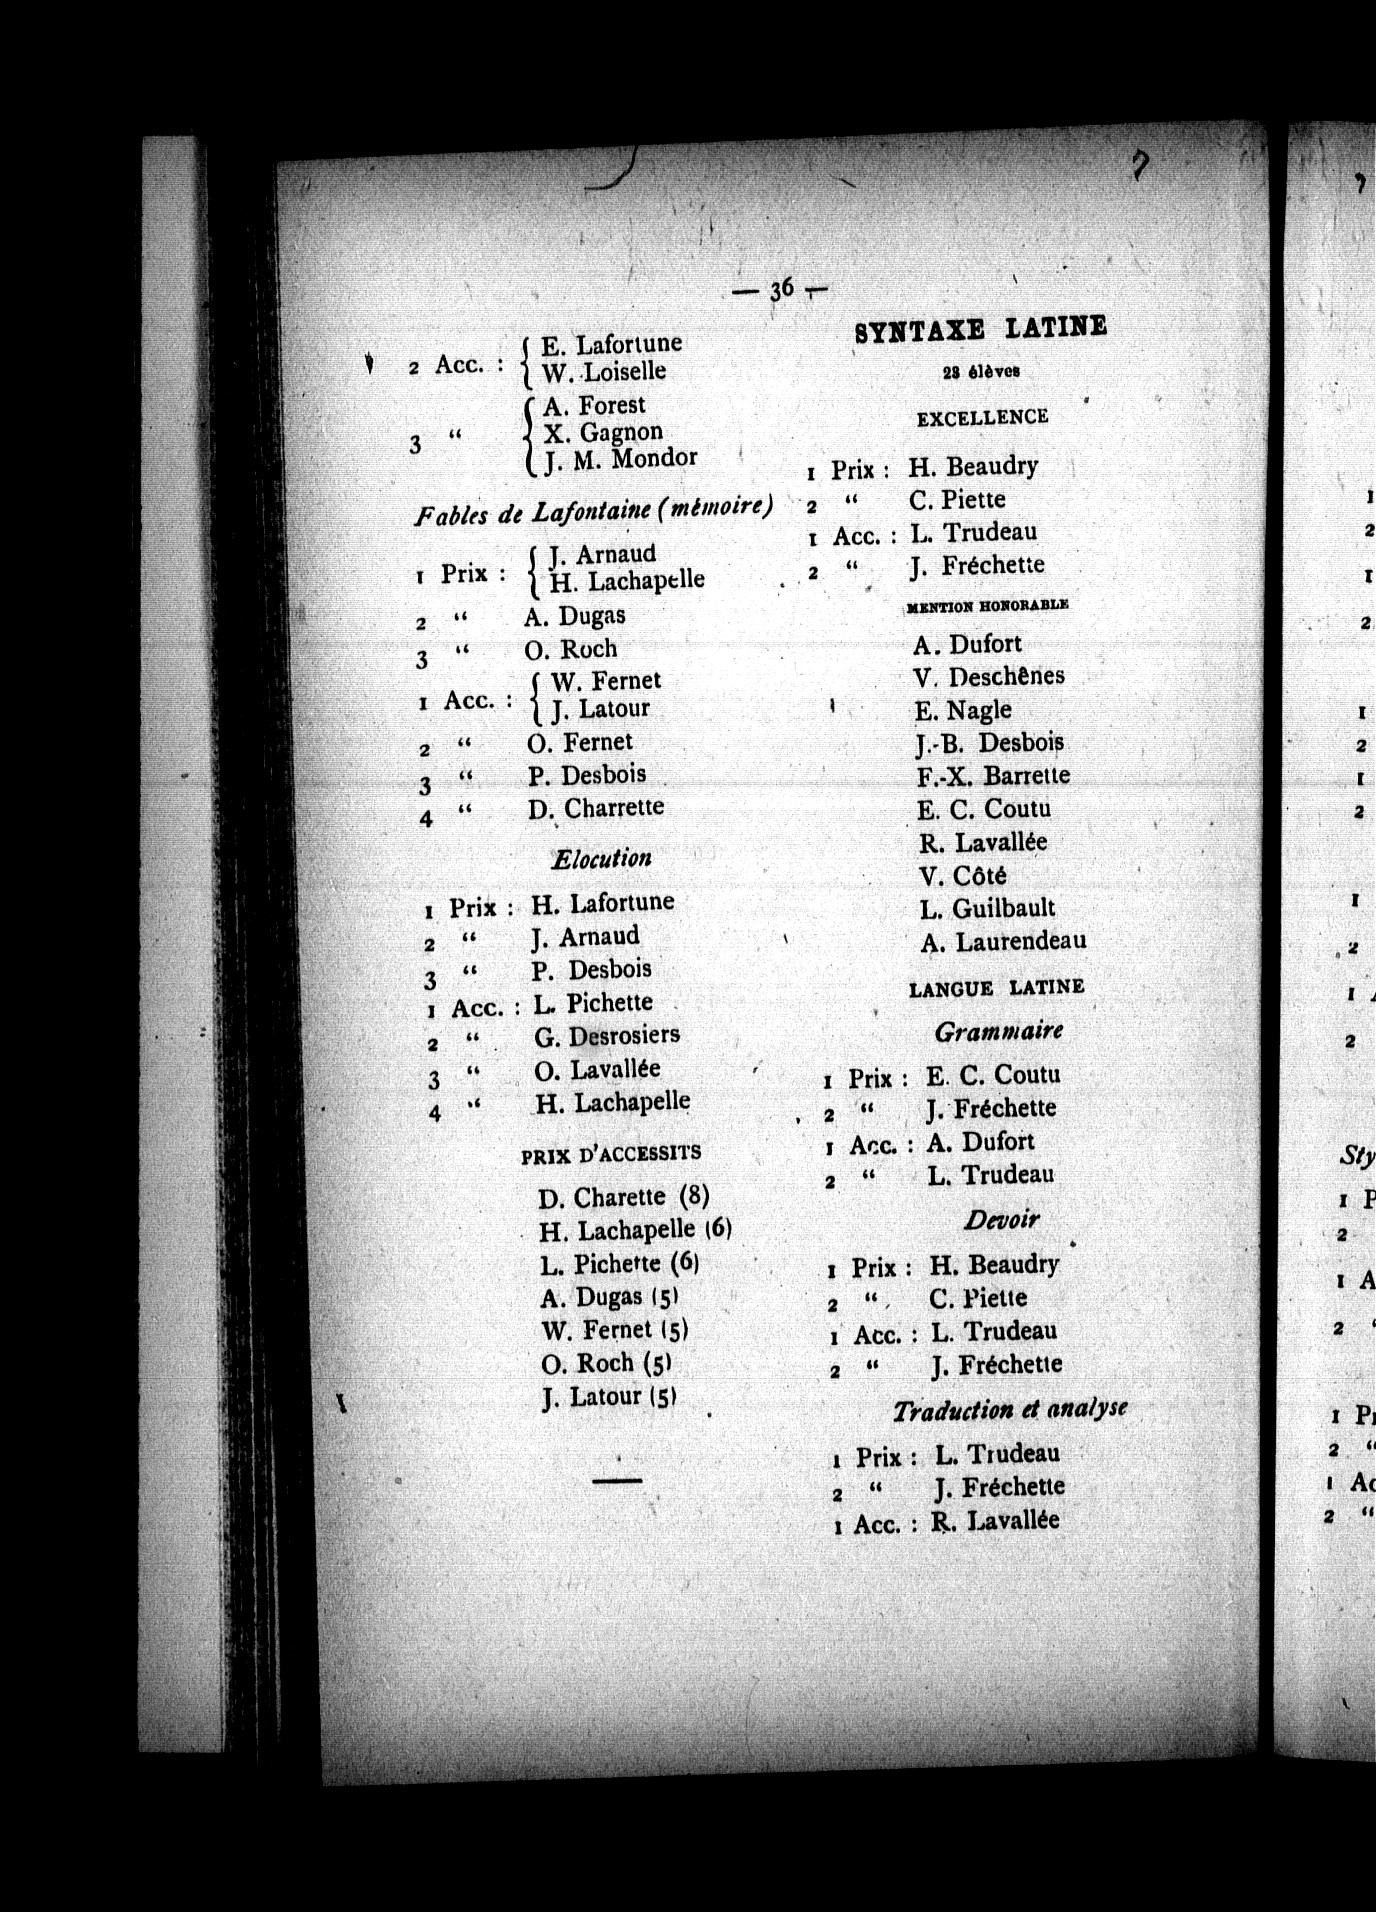 — 36 —
2 Acc. : { E. Lafortune
W. Loiselle
3 “ { A. Forest
X. Gagnon
J. M. Mondor
Fables de Lafontaine (mémoire)
1 Prix : { J. Arnaud
H. Lachapelle
2 “ A. Dugas
3 “ O. Roch
1 Acc. : { W. Fernet
J. Latour
2 “ O. Fernet
3 “ P. Desbois
4 “ D. Charrette
Elocution
1 Prix : H. Lafortune
2 “ J. Arnaud
3 “ P. Desbois
1 Acc. : L. Pichette
2 “ G. Desrosiers
3 “ O. Lavallée
4 “ H. Lachapelle
PRIX D'ACCESSITS
D. Charette (8)
H. Lachapelle (6)
L. Pichette (6)
A. Dugas (5)
W. Fernet (5)
O. Roch (5)
J. Latour (5)
SYNTAXE LATINE
28 élèves
EXCELLENCE
1 Prix : H. Beaudry
2 “ C. Piette
1 Acc. : L. Trudeau
2 “ J. Fréchette
MENTION HONORABLE
A. Dufort
V. Deschênes
E. Nagle
J.-B. Desbois
F.-X. Barrette
E. C. Coutu
R. Lavallée
V. Côté
L. Guilbault
A. Laurendeau
LANGUE LATINE
Grammaire
1 Prix : E. C. Coutu
2 “ J. Fréchette
1 Acc. : A. Dufort
2 “ L. Trudeau
Devoir
1 Prix : H. Beaudry
2 “ C. Piette
1 Acc. : L. Trudeau
2 “ J. Fréchette
Traduction et analyse
1 Prix : L. Trudeau
2 “ J. Fréchette
1 Acc. : R. Lavallée